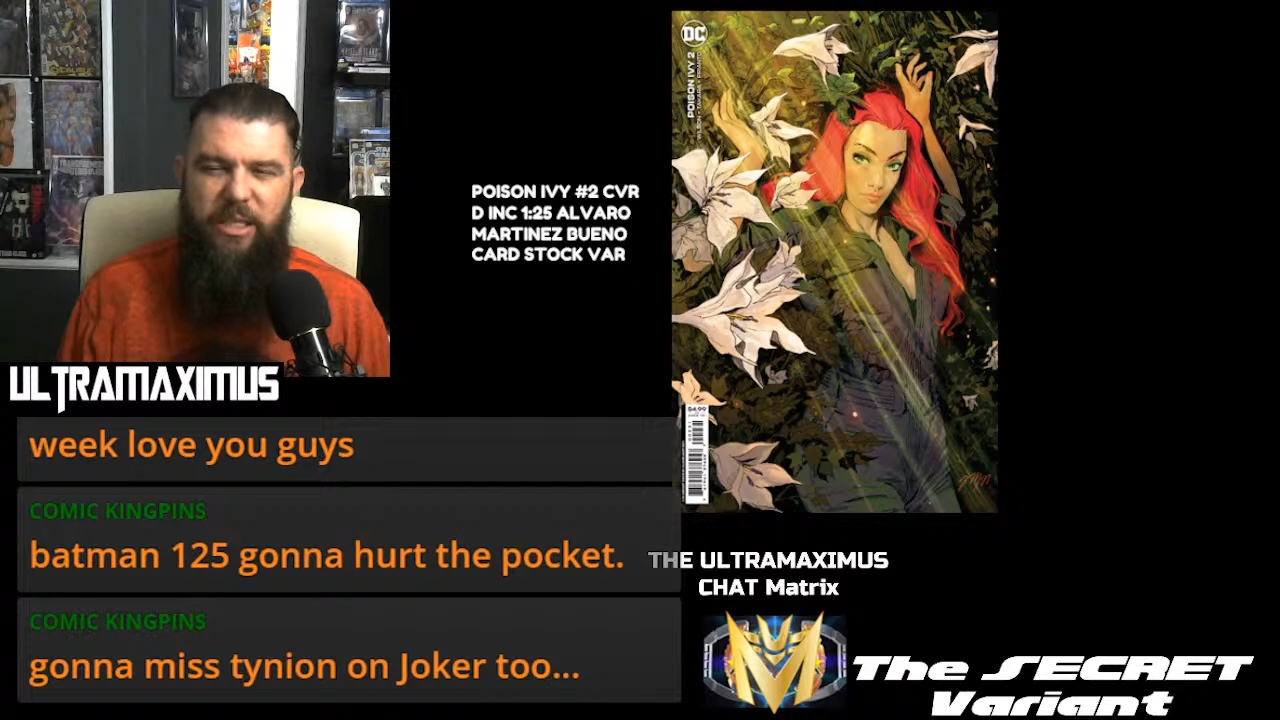 DC
POISON IVY 2
POISON IVY #2 CVR
D INC 1:25 ALVARO
MARTINEZ BUENO
CARD STOCK VAR
$4.99
ULTRAMAXIMUS
week love you guys
COMIC KINGPINS
batman 125 gonna hurt the pocket.
THE ULTRAMAXIMUS
CHAT Matrix
COMIC KINGPINS
gonna miss tynion on Joker too...
The SECRET
Variant